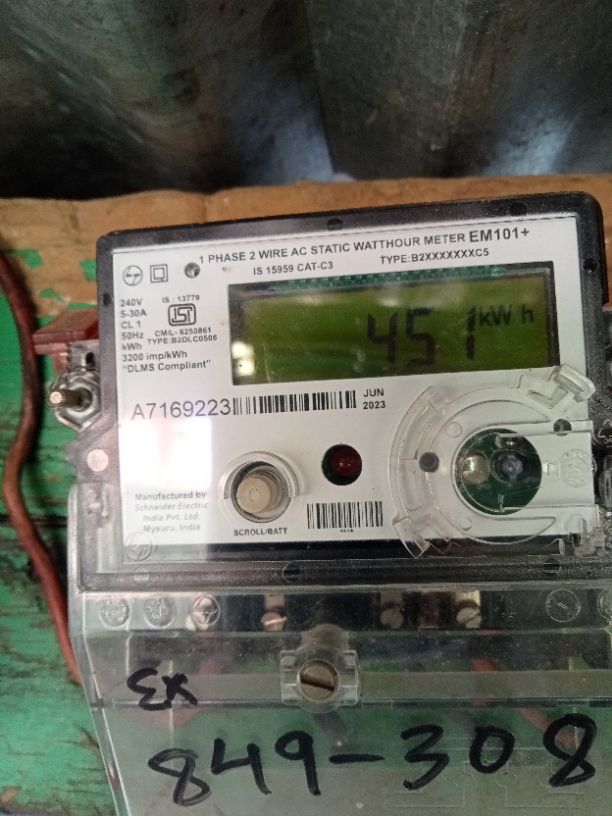 1 PHASE 2 WIRE AC STATIC WATTHOUR METER EM101+
IS 15959 CAT-C3 TYPE:B2XXXXXXXC5
240V
5-30A
CL 1
50Hz
kWh
3200 imp/kWh
"DLMS Compliant"
IS : 13779
ISI
CM/L- 6250861
TYPE:B2DLC0506
451 kWh
A7169223
JUN
2023
Manufactured by
Schneider Electric
India Pvt. Ltd.
Mysuru, India
SCROLL/BATT
EX
849-308